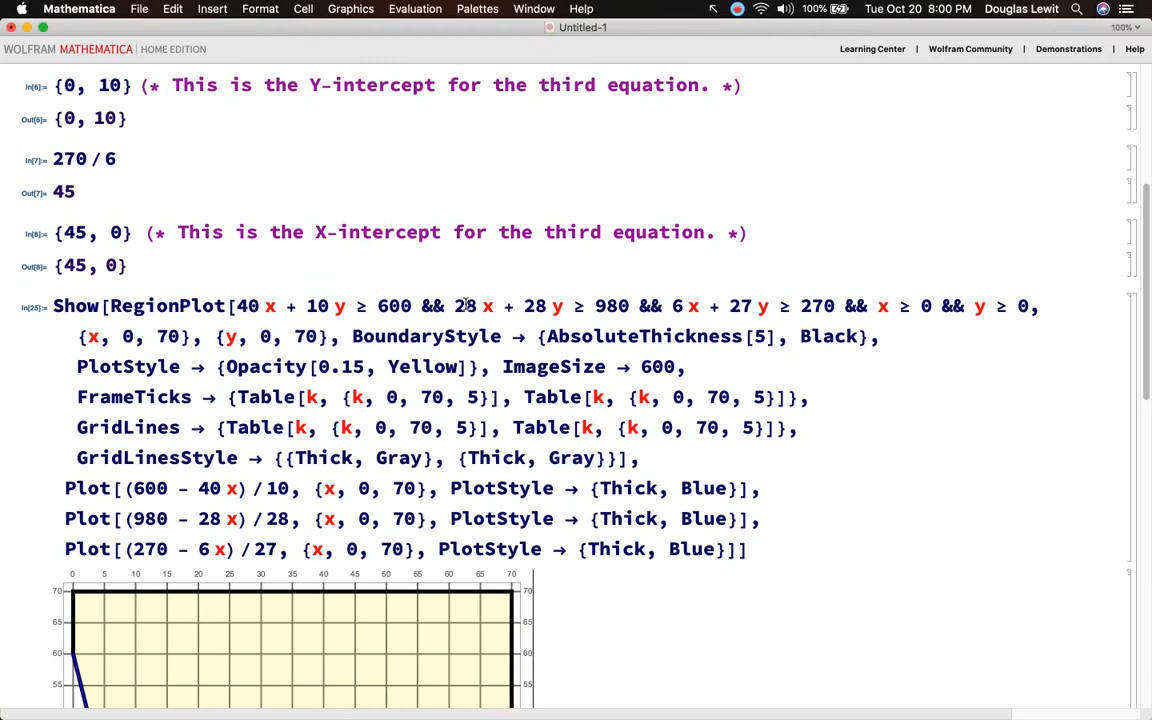 Mathematica File Edit Insert Format Cell Graphics Evaluation Palettes Window Help 100% Tue Oct 20 8:00 PM Douglas Lewit
Untitled-1 100%
WOLFRAM MATHEMATICA | HOME EDITION Learning Center | Wolfram Community | Demonstrations | Help
In[6]:= {0, 10} (* This is the Y-intercept for the third equation. *)
Out[6]= {0, 10}
In[7]:= 270 / 6
Out[7]= 45
In[8]:= {45, 0} (* This is the X-intercept for the third equation. *)
Out[8]= {45, 0}
In[25]:= Show[RegionPlot[40 x + 10 y ≥ 600 && 28 x + 28 y ≥ 980 && 6 x + 27 y ≥ 270 && x ≥ 0 && y ≥ 0,
{x, 0, 70}, {y, 0, 70}, BoundaryStyle → {AbsoluteThickness[5], Black},
PlotStyle → {Opacity[0.15, Yellow]}, ImageSize → 600,
FrameTicks → {Table[k, {k, 0, 70, 5}], Table[k, {k, 0, 70, 5}]},
GridLines → {Table[k, {k, 0, 70, 5}], Table[k, {k, 0, 70, 5}]},
GridLinesStyle → {{Thick, Gray}, {Thick, Gray}}],
Plot[(600 - 40 x) / 10, {x, 0, 70}, PlotStyle → {Thick, Blue}],
Plot[(980 - 28 x) / 28, {x, 0, 70}, PlotStyle → {Thick, Blue}],
Plot[(270 - 6 x) / 27, {x, 0, 70}, PlotStyle → {Thick, Blue}]]
0 5 10 15 20 25 30 35 40 45 50 55 60 65 70
70 70
65 65
60 60
55 55